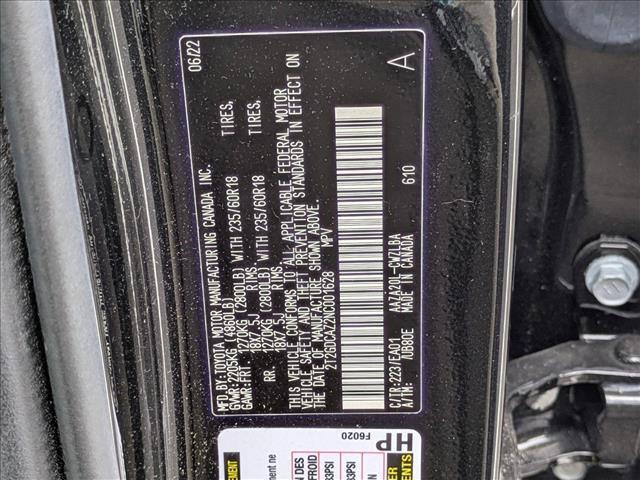 MFD.BY:TOYOTA MOTOR MANUFACTURING CANADA INC. 06/22
GVWR:2205KG (4860LB)
GAWR:FRT. 1270KG (2800LB) WITH 235/60R18 TIRES,
18X7.5J RIMS
RR. 1270KG (2800LB) WITH 235/60R18 TIRES,
18X7.5J RIMS
THIS VEHICLE CONFORMS TO ALL APPLICABLE FEDERAL MOTOR
VEHICLE SAFETY AND THEFT PREVENTION STANDARDS IN EFFECT ON
THE DATE OF MANUFACTURE SHOWN ABOVE.
2T2GDCAZ2NC001628 MPV
C/TR:223/EA01 AAZA20L-CWZLBA 610 A
A/TM: /UB80E MADE IN CANADA
HP
F6020